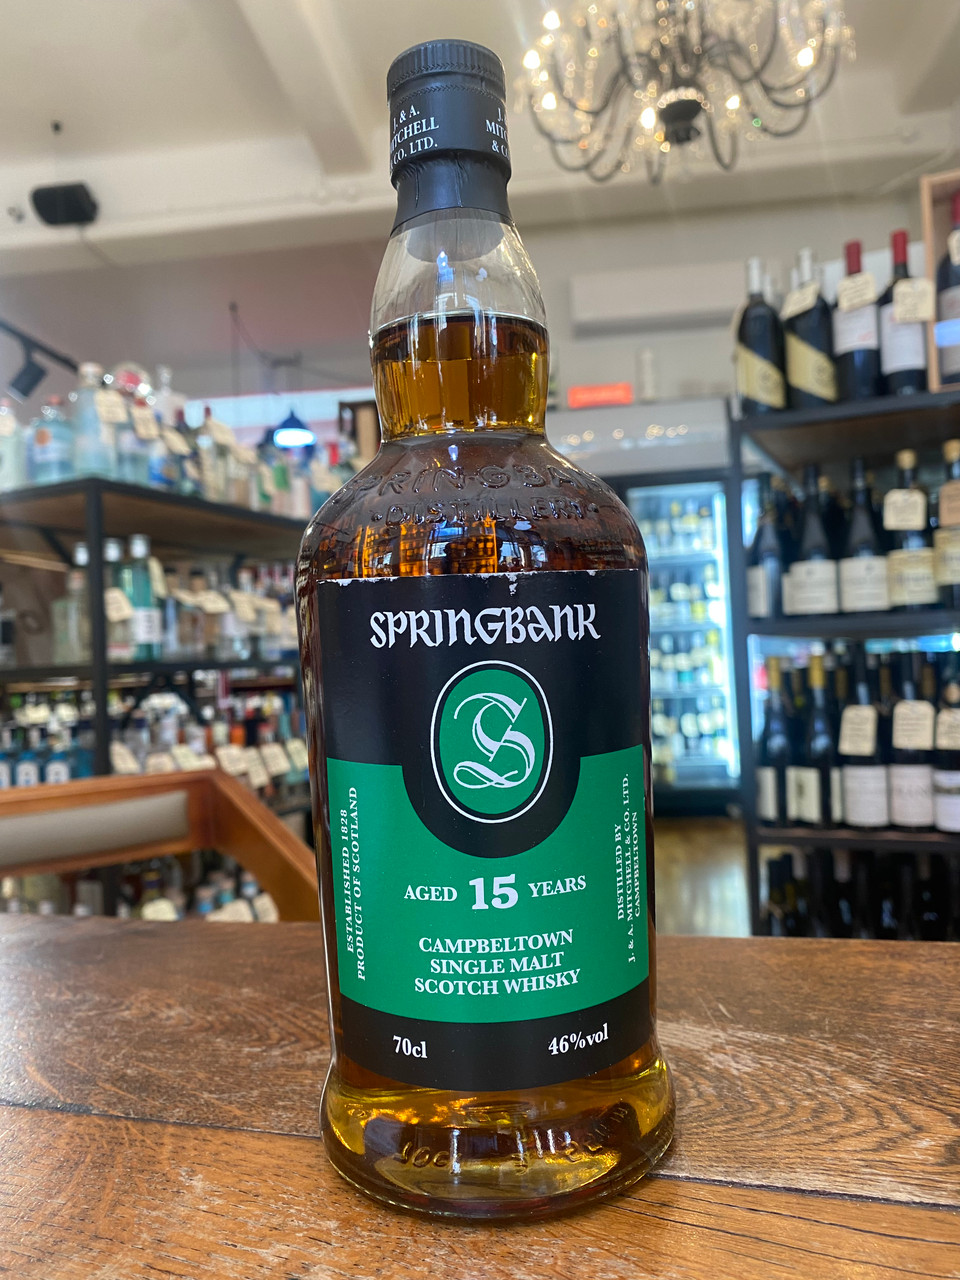 J. & A.
MITCHELL
& CO. LTD.
SPRINGBANK
·DISTILLERY·
SPRINGBANK
S
AGED 15 YEARS
CAMPBELTOWN
SINGLE MALT
SCOTCH WHISKY
70cl
46%vol
ESTABLISHED 1828
PRODUCT OF SCOTLAND
DISTILLED BY
J. & A. MITCHELL & CO. LTD.
CAMPBELTOWN